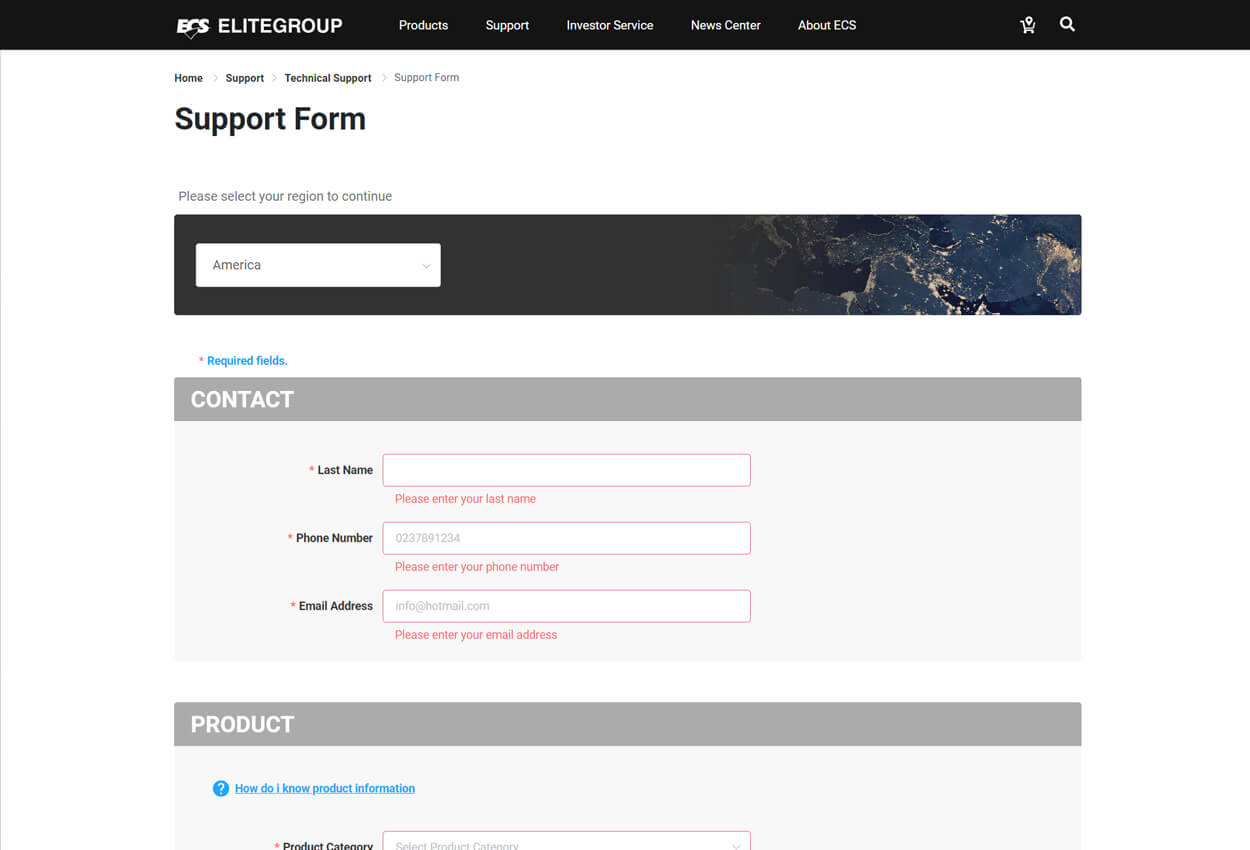 ECS ELITEGROUP Products Support Investor Service News Center About ECS
Home Support Technical Support Support Form
Support Form
Please select your region to continue
America
* Required fields.
CONTACT
* Last Name
Please enter your last name
* Phone Number 0237891234
Please enter your phone number
* Email Address info@hotmail.com
Please enter your email address
PRODUCT
? How do i know product information
* Product Category Select Product Category